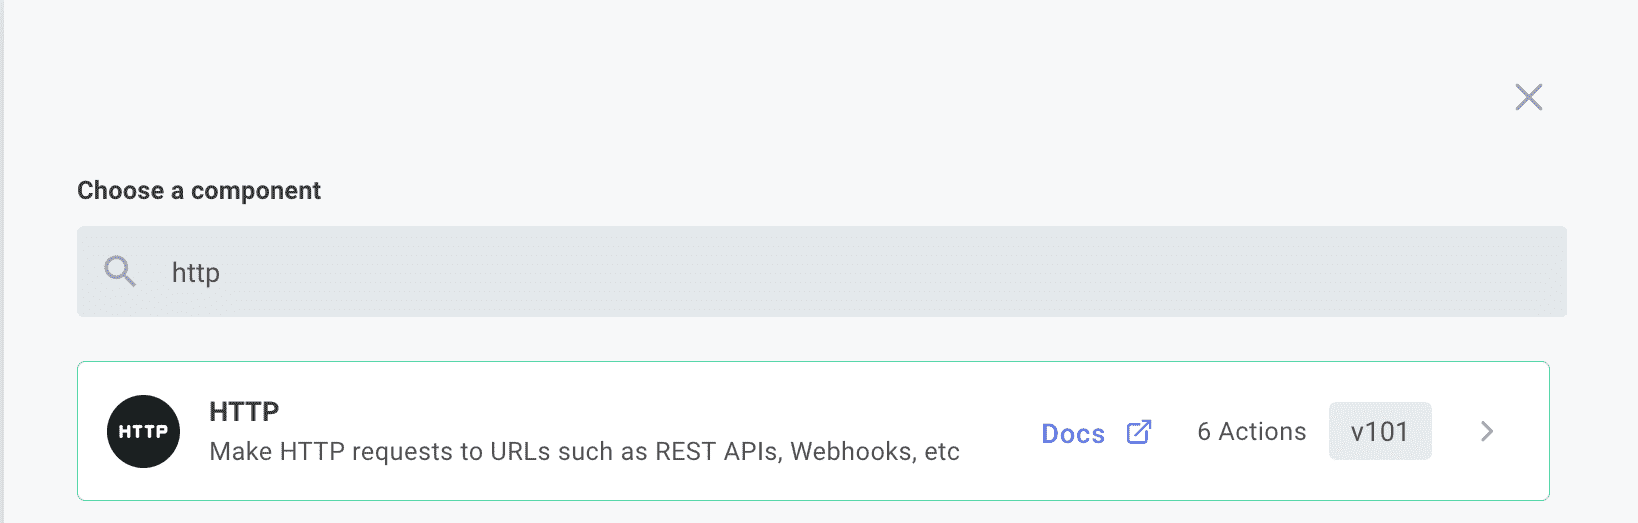 Choose a component
http
HTTP
HTTP
Make HTTP requests to URLs such as REST APIs, Webhooks, etc
Docs
6 Actions
v101